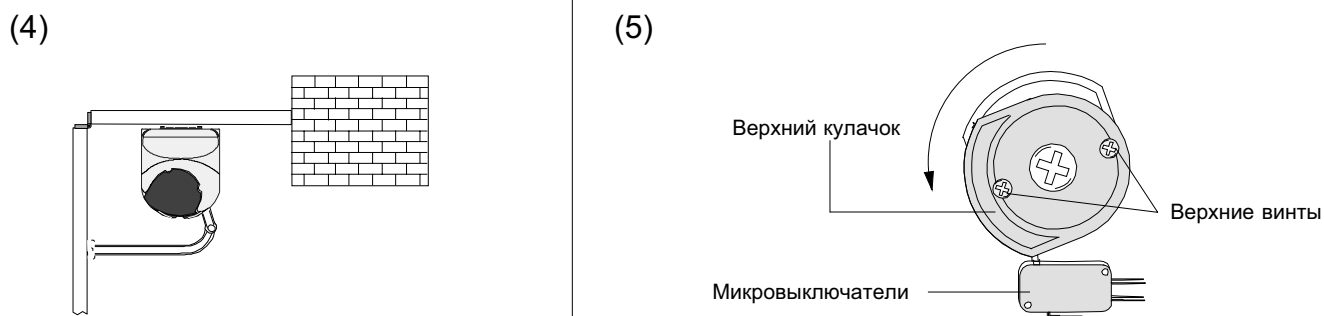 (4)
(5)
Верхний кулачок
Верхние винты
Микровыключатели